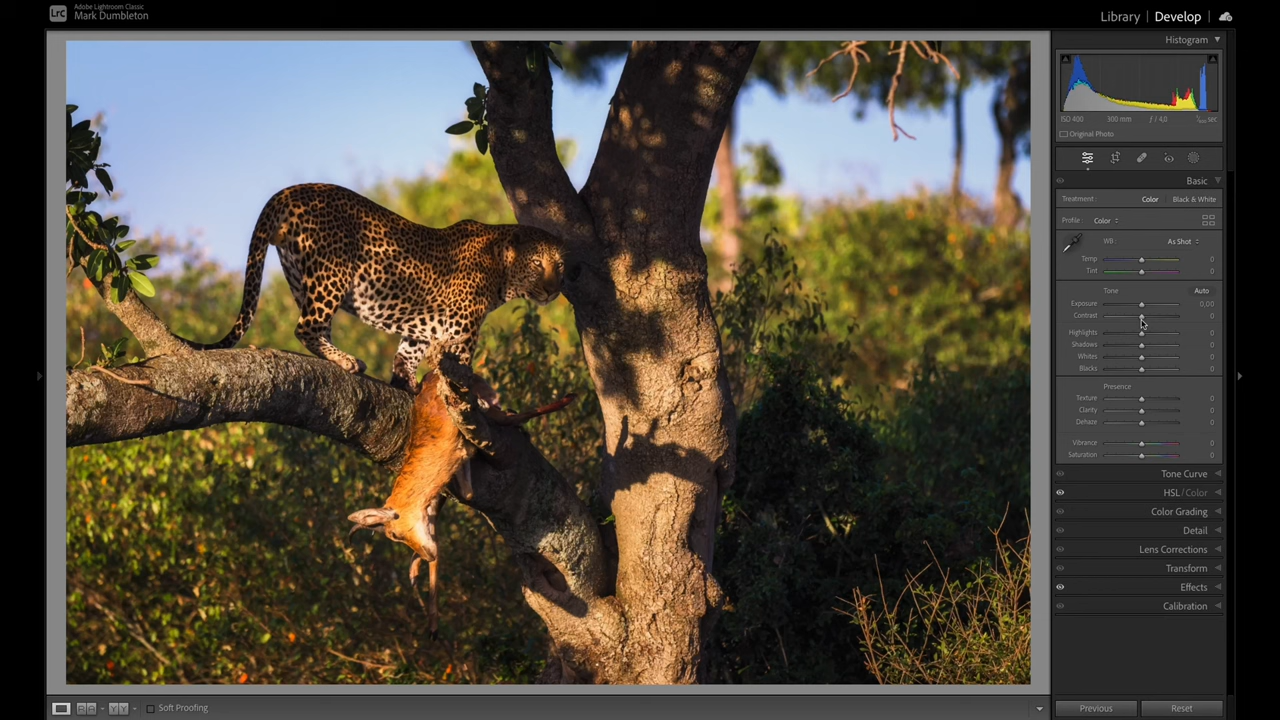 Lrc
Adobe Lightroom Classic
Mark Dumbleton
Library | Develop |
Histogram
ISO 400 300 mm ƒ / 4,0 sec
Original Photo
Basic
Treatment : Color Black & White
Profile : Color
WB : As Shot
Temp 0
Tint 0
Tone Auto
Exposure 0,00
Contrast 0
Highlights 0
Shadows 0
Whites 0
Blacks 0
Presence
Texture 0
Clarity 0
Dehaze 0
Vibrance 0
Saturation 0
Tone Curve
HSL / Color
Color Grading
Detail
Lens Corrections
Transform
Effects
Calibration
Soft Proofing
Previous Reset